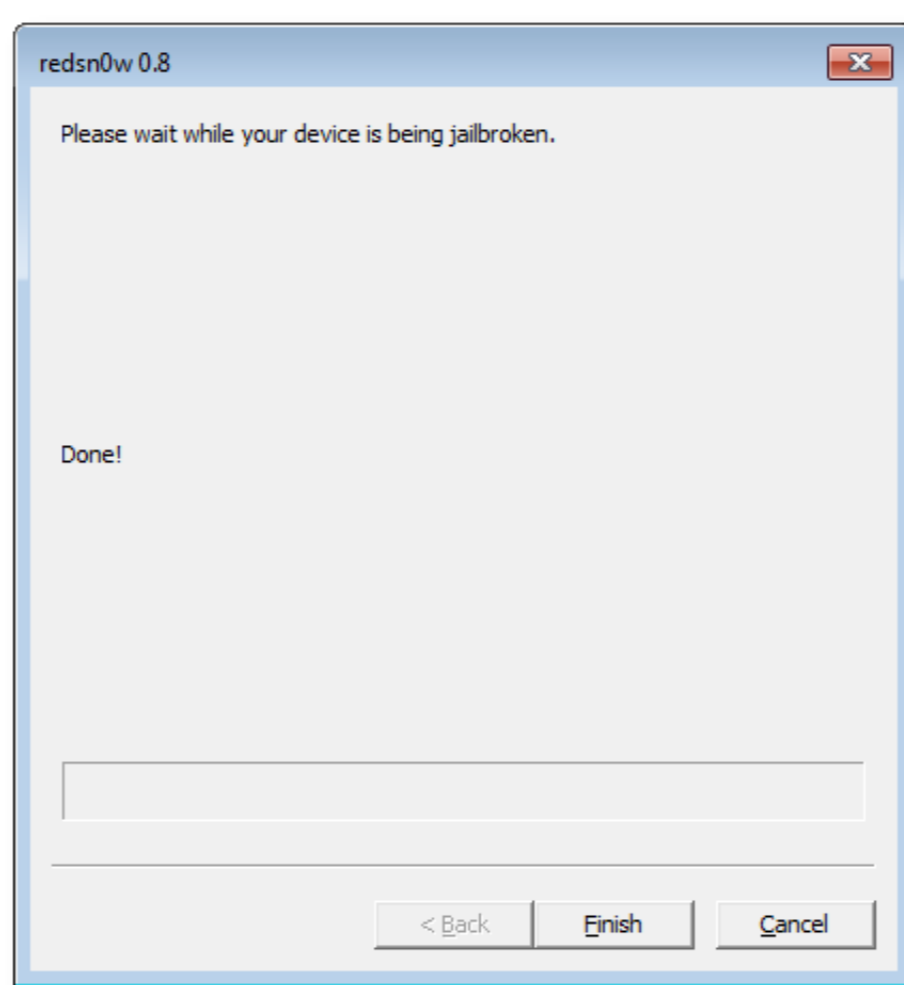 redsn0w 0.8
Please wait while your device is being jailbroken.
Done!
< Back
Finish
Cancel